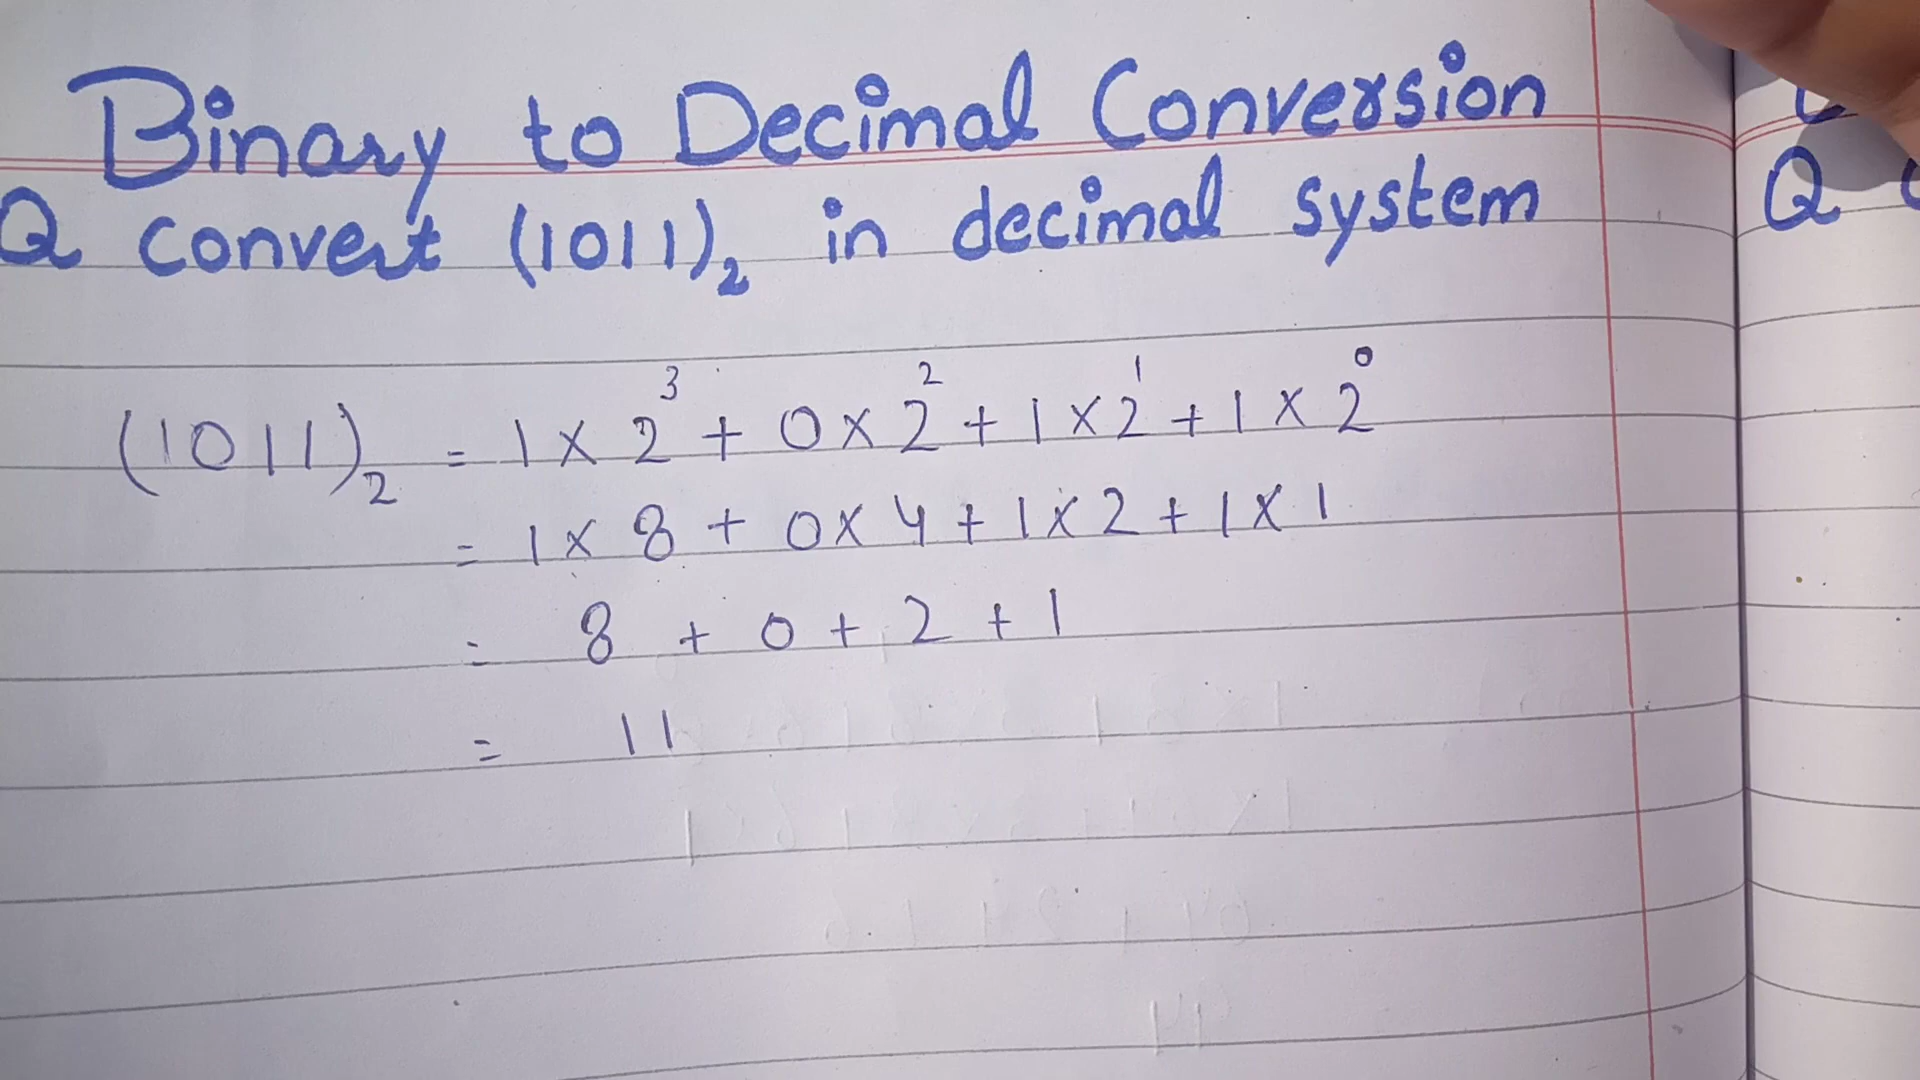 Binary to Decimal Conversion
Q convert (1011)₂ in decimal system
(1011)₂ = 1 × 2³ + 0 × 2² + 1 × 2¹ + 1 × 2⁰
= 1 × 8 + 0 × 4 + 1 × 2 + 1 × 1
= 8 + 0 + 2 + 1
= 11
Q